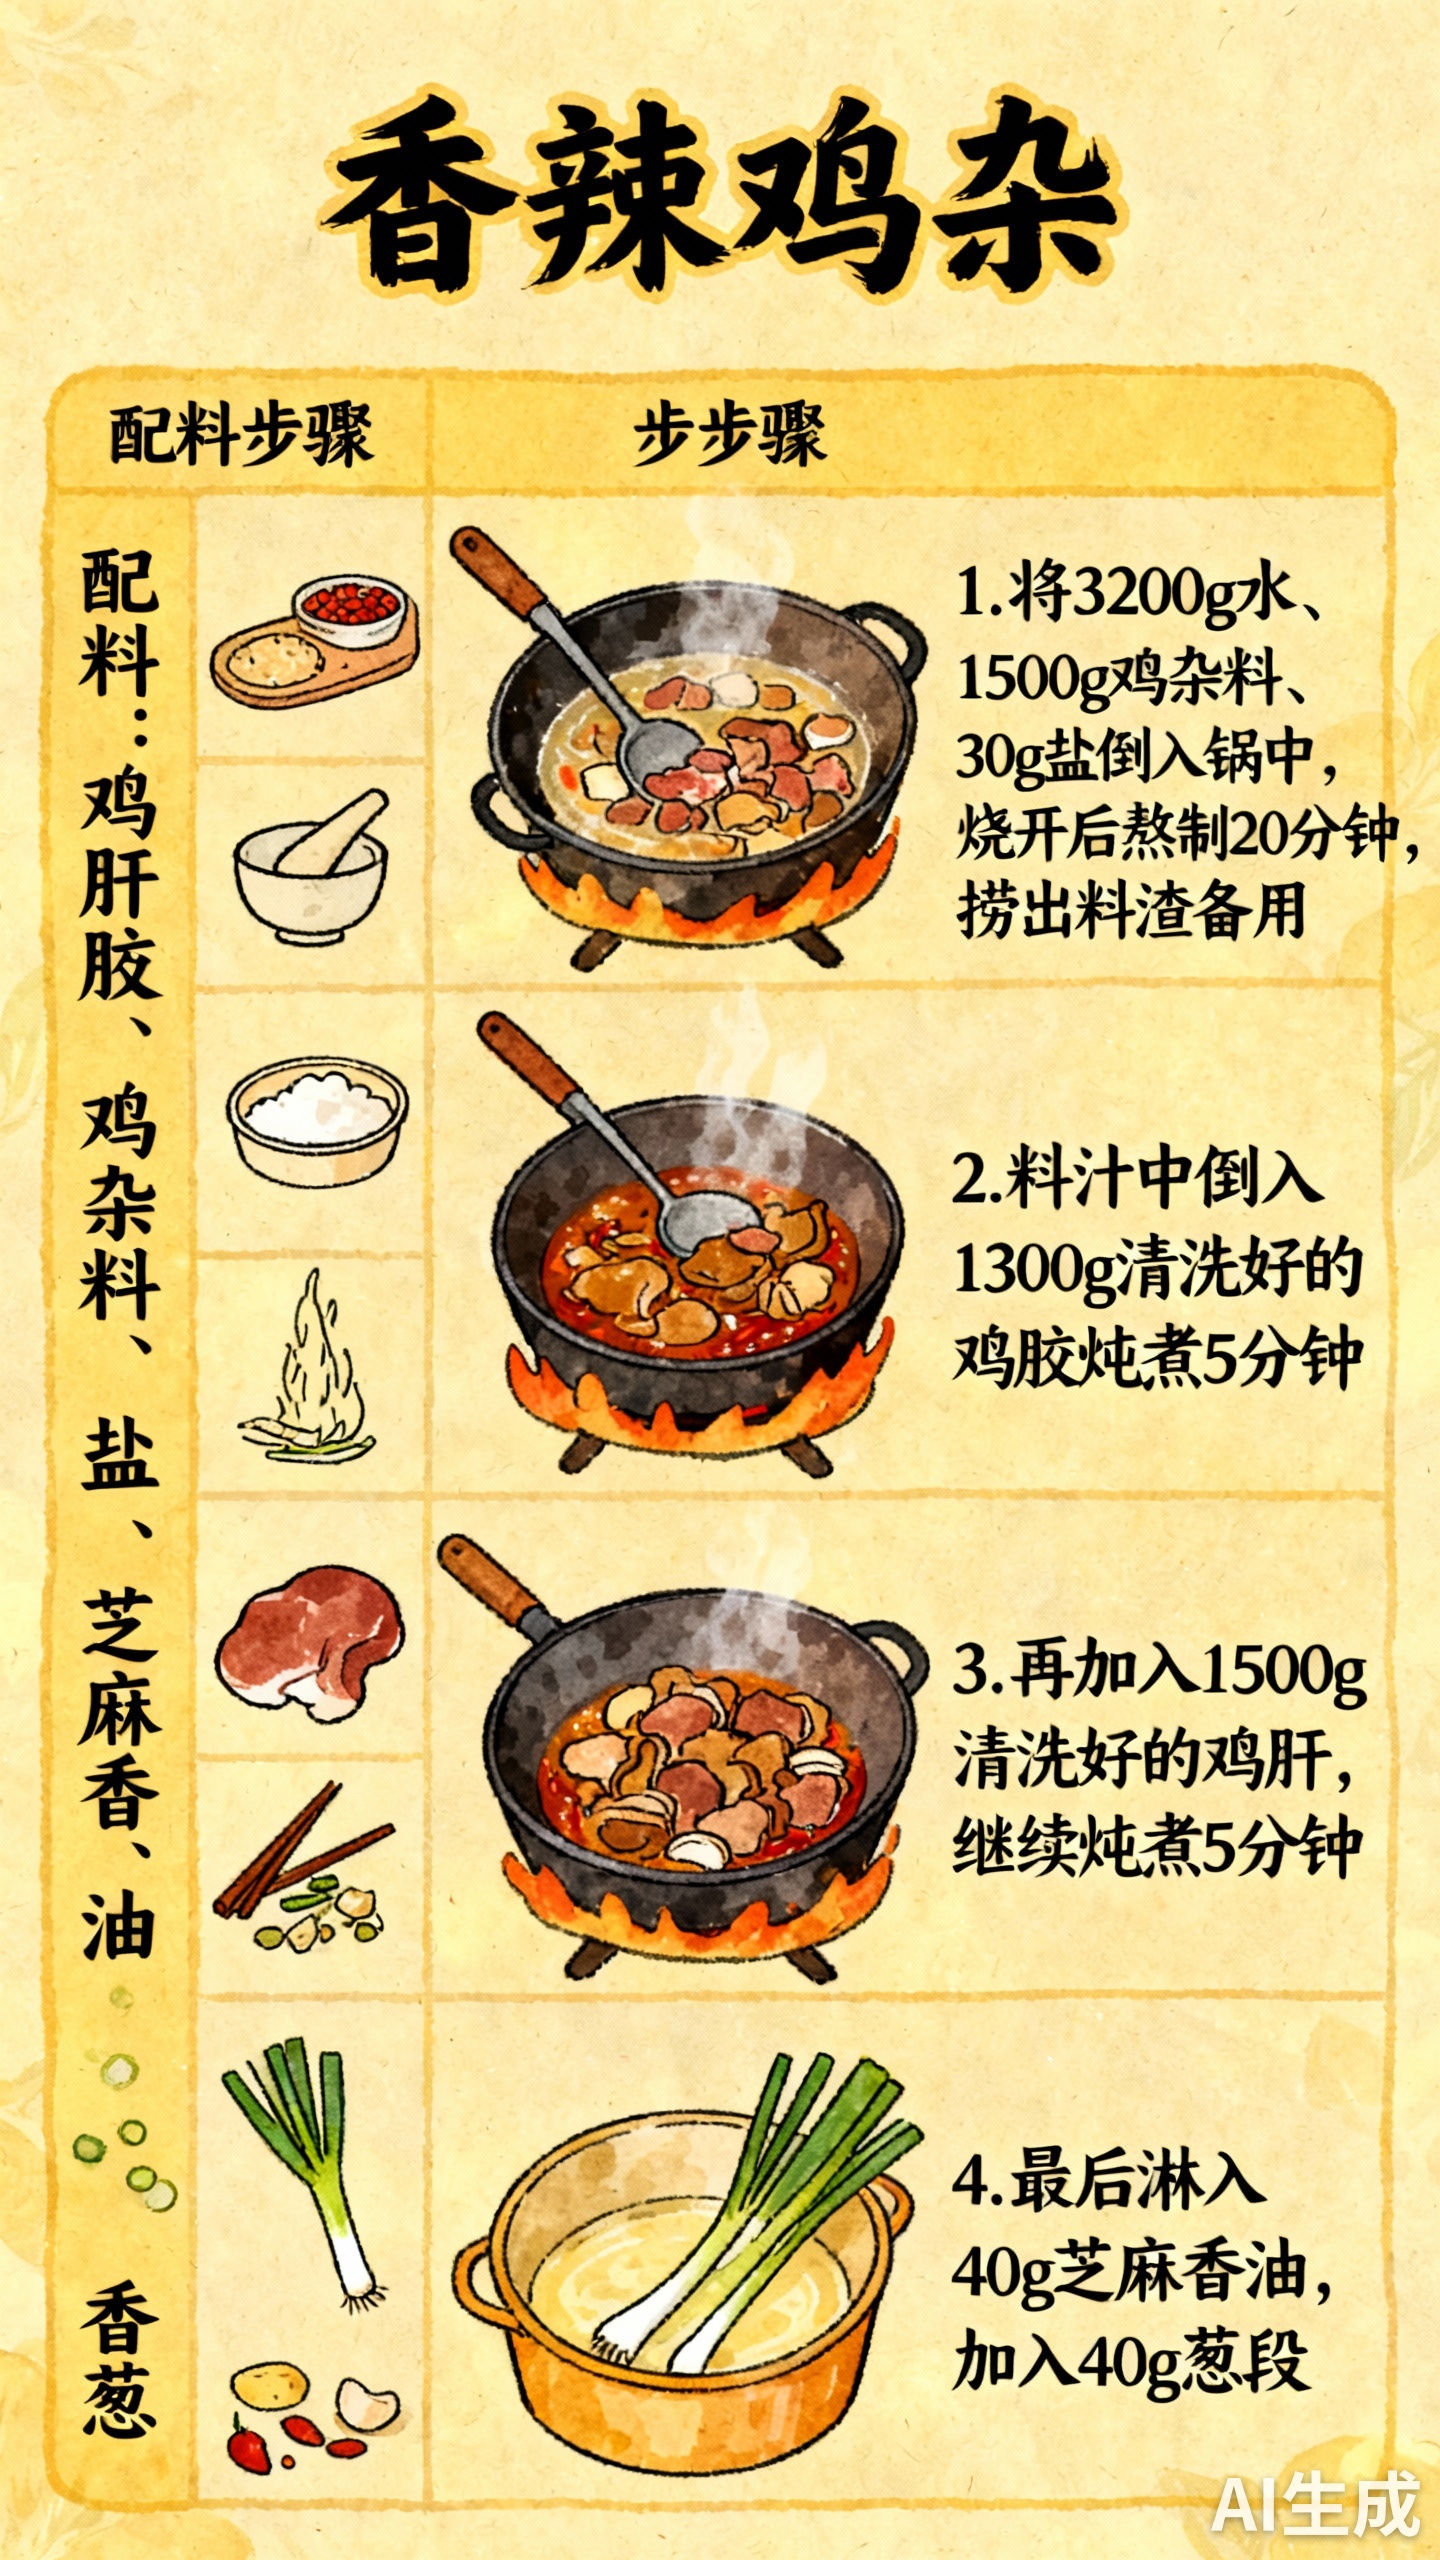 香辣鸡杂
配料步骤
步步骤
配料：鸡肝胶、鸡杂料、盐、芝麻香、油
香葱
1.将3200g水、
1500g鸡杂料、
30g盐倒入锅中，
烧开后熬制20分钟，
捞出料渣备用
2.料汁中倒入
1300g清洗好的
鸡胶炖煮5分钟
3.再加入1500g
清洗好的鸡肝，
继续炖煮5分钟
4.最后淋入
40g芝麻香油，
加入40g葱段
AI生成